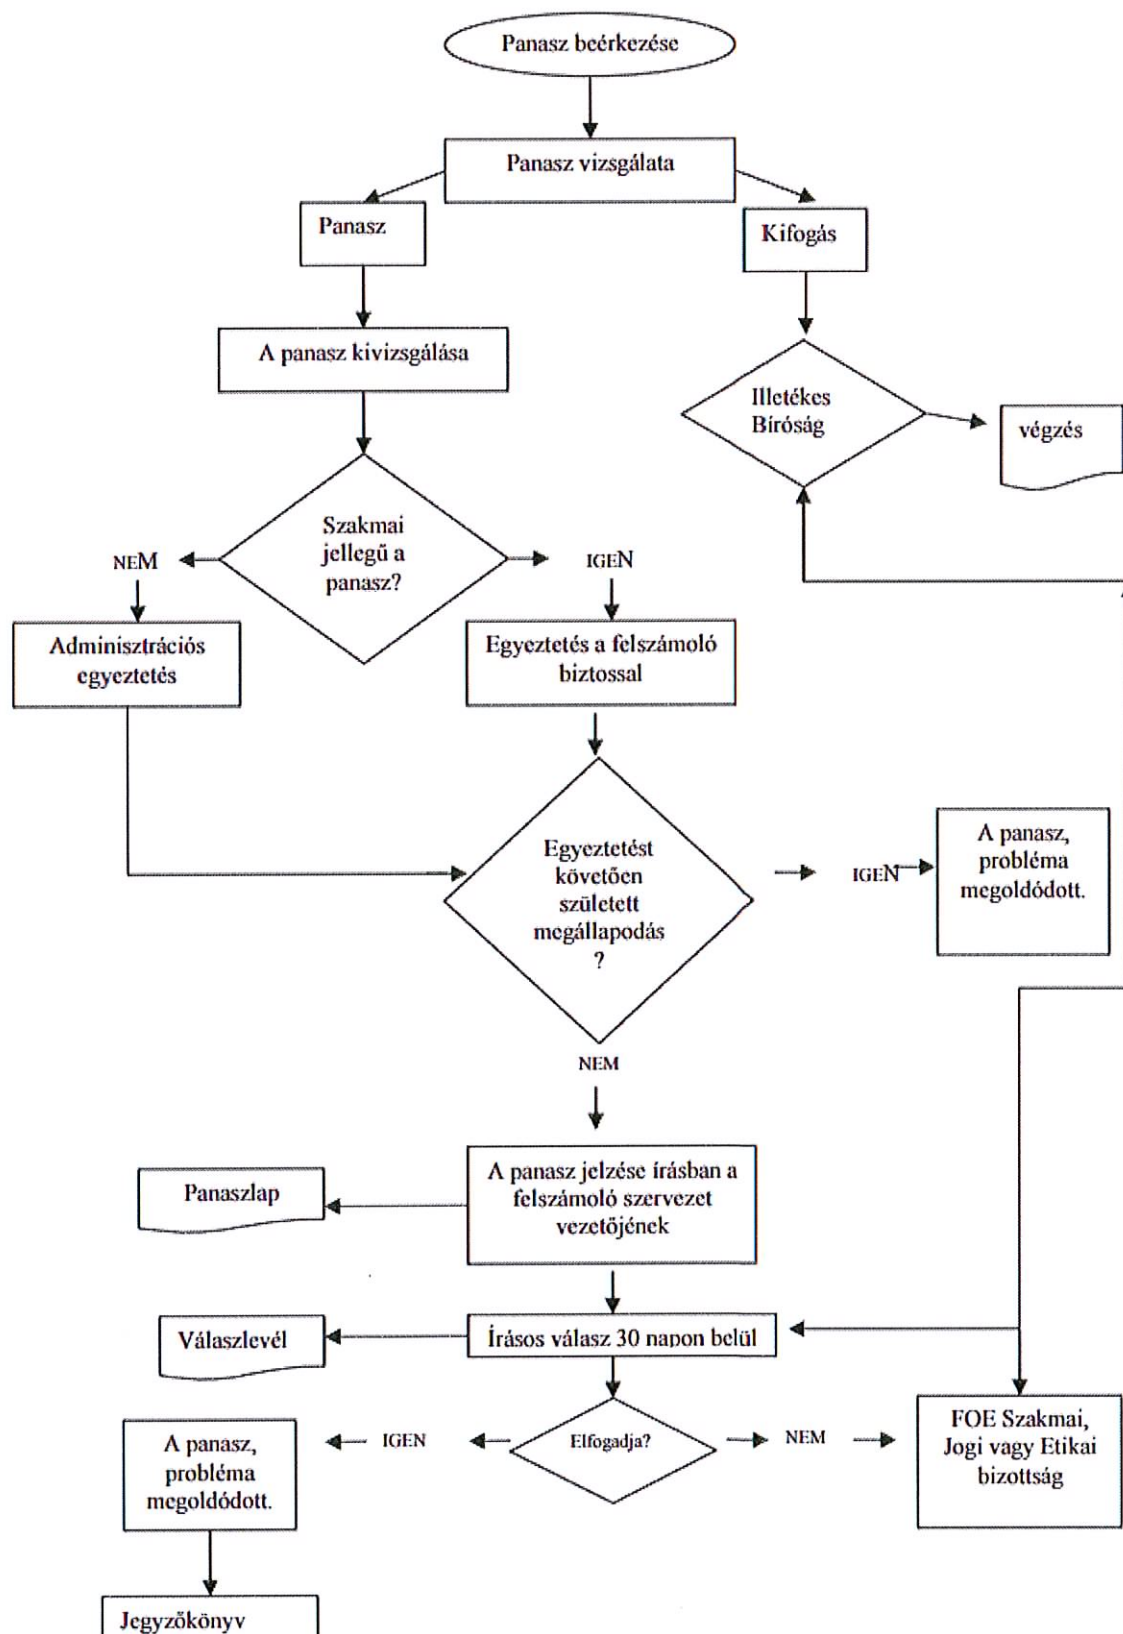 Panasz beérkezése
Panasz vizsgálata
Panasz
Kifogás
A panasz kivizsgálása
Illetékes
Bíróság
végzés
Szakmai
jellegű a
panasz?
NEM
IGEN
Adminisztrációs
egyeztetés
Egyeztetés a felszámoló
biztossal
Egyeztetést
követően
született
megállapodás
?
IGEN
A panasz,
probléma
megoldódott.
NEM
A panasz jelzése írásban a
felszámoló szervezet
vezetőjének
Panaszlap
Írásos válasz 30 napon belül
Válaszlevél
Elfogadja?
IGEN
NEM
A panasz,
probléma
megoldódott.
FOE Szakmai,
Jogi vagy Etikai
bizottság
Jegyzőkönyv